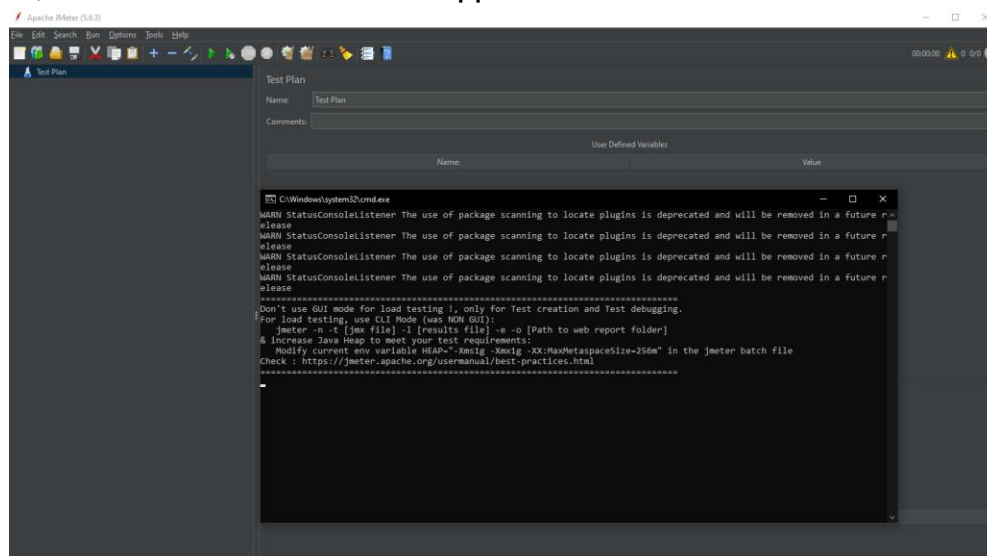 Apache JMeter (5.6.3)
File Edit Search Run Options Tools Help
00:00:00 0 0/0
Test Plan
Test Plan
Name: Test Plan
Comments:
User Defined Variables
Name: Value
C:\Windows\system32\cmd.exe
WARN StatusConsoleListener The use of package scanning to locate plugins is deprecated and will be removed in a future r
elease
WARN StatusConsoleListener The use of package scanning to locate plugins is deprecated and will be removed in a future r
elease
WARN StatusConsoleListener The use of package scanning to locate plugins is deprecated and will be removed in a future r
elease
WARN StatusConsoleListener The use of package scanning to locate plugins is deprecated and will be removed in a future r
elease
================================================================================
Don't use GUI mode for load testing !, only for Test creation and Test debugging.
For load testing, use CLI Mode (was NON GUI):
jmeter -n -t [jmx file] -l [results file] -e -o [Path to web report folder]
& increase Java Heap to meet your test requirements:
Modify current env variable HEAP="-Xms1g -Xmx1g -XX:MaxMetaspaceSize=256m" in the jmeter batch file
Check : https://jmeter.apache.org/usermanual/best-practices.html
================================================================================